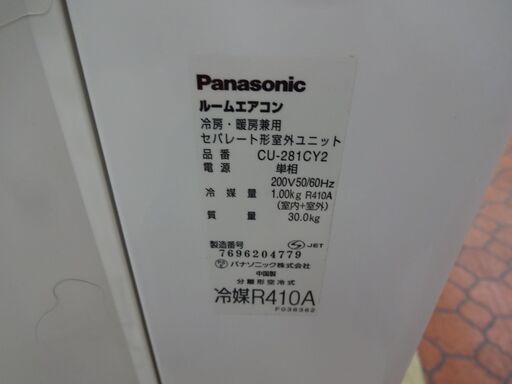 Panasonic
ルームエアコン
冷房・暖房兼用
セパレート形室外ユニット
品番 CU-281CY2
電源 単相
200V50/60Hz
冷媒量 1.00kg R410A
(室内+室外)
質量 30.0kg
製造番号 JET
7696204779
パナソニック株式会社
中国製
分離形空冷式
冷媒R410A
F036362